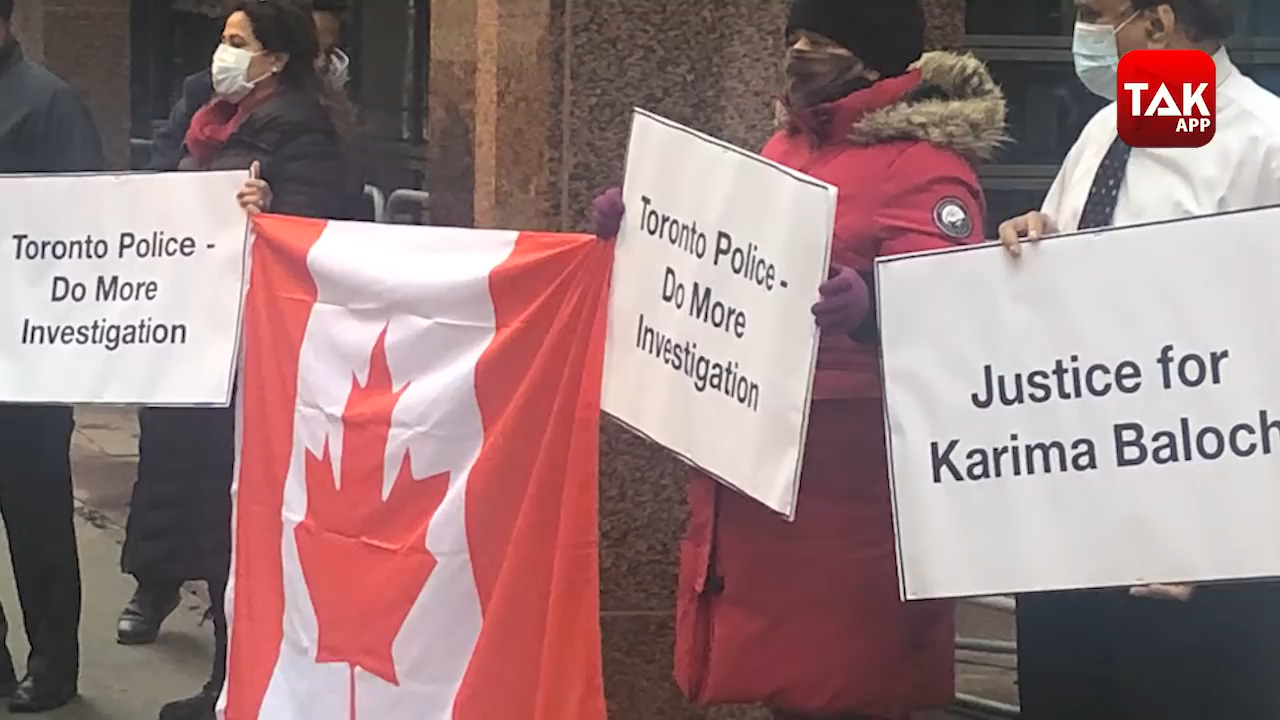 TAK
APP
Toronto Police -
Do More
Investigation
Toronto Police -
Do More
Investigation
Justice for
Karima Baloch